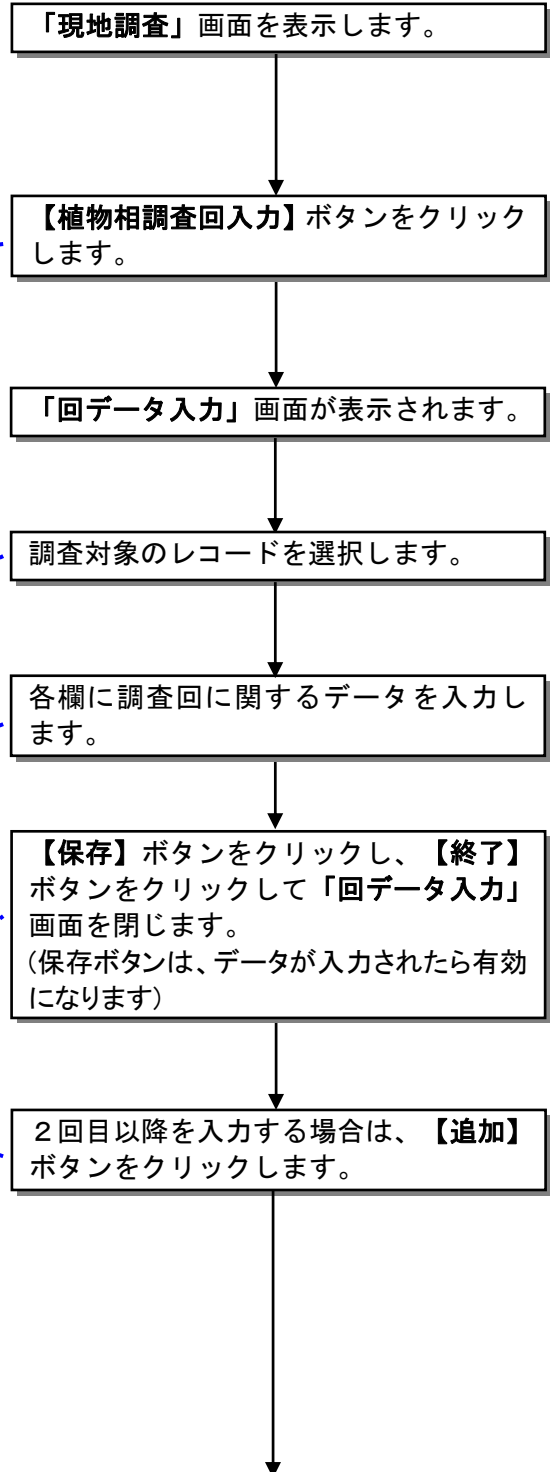 「現地調査」画面を表示します。
【植物相調査回入力】ボタンをクリック
します。
「回データ入力」画面が表示されます。
調査対象のレコードを選択します。
各欄に調査回に関するデータを入力し
ます。
【保存】ボタンをクリックし、【終了】
ボタンをクリックして「回データ入力」
画面を閉じます。
(保存ボタンは、データが入力されたら有効
になります)
２回目以降を入力する場合は、【追加】
ボタンをクリックします。